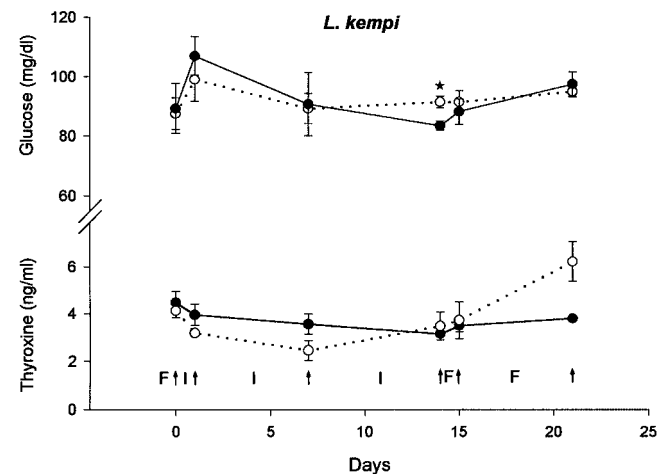 L. kempi
120
100
80
60
Glucose (mg/dl)
★
6
4
2
0
Thyroxine (ng/ml)
F I I I F F
0 5 10 15 20 25
Days